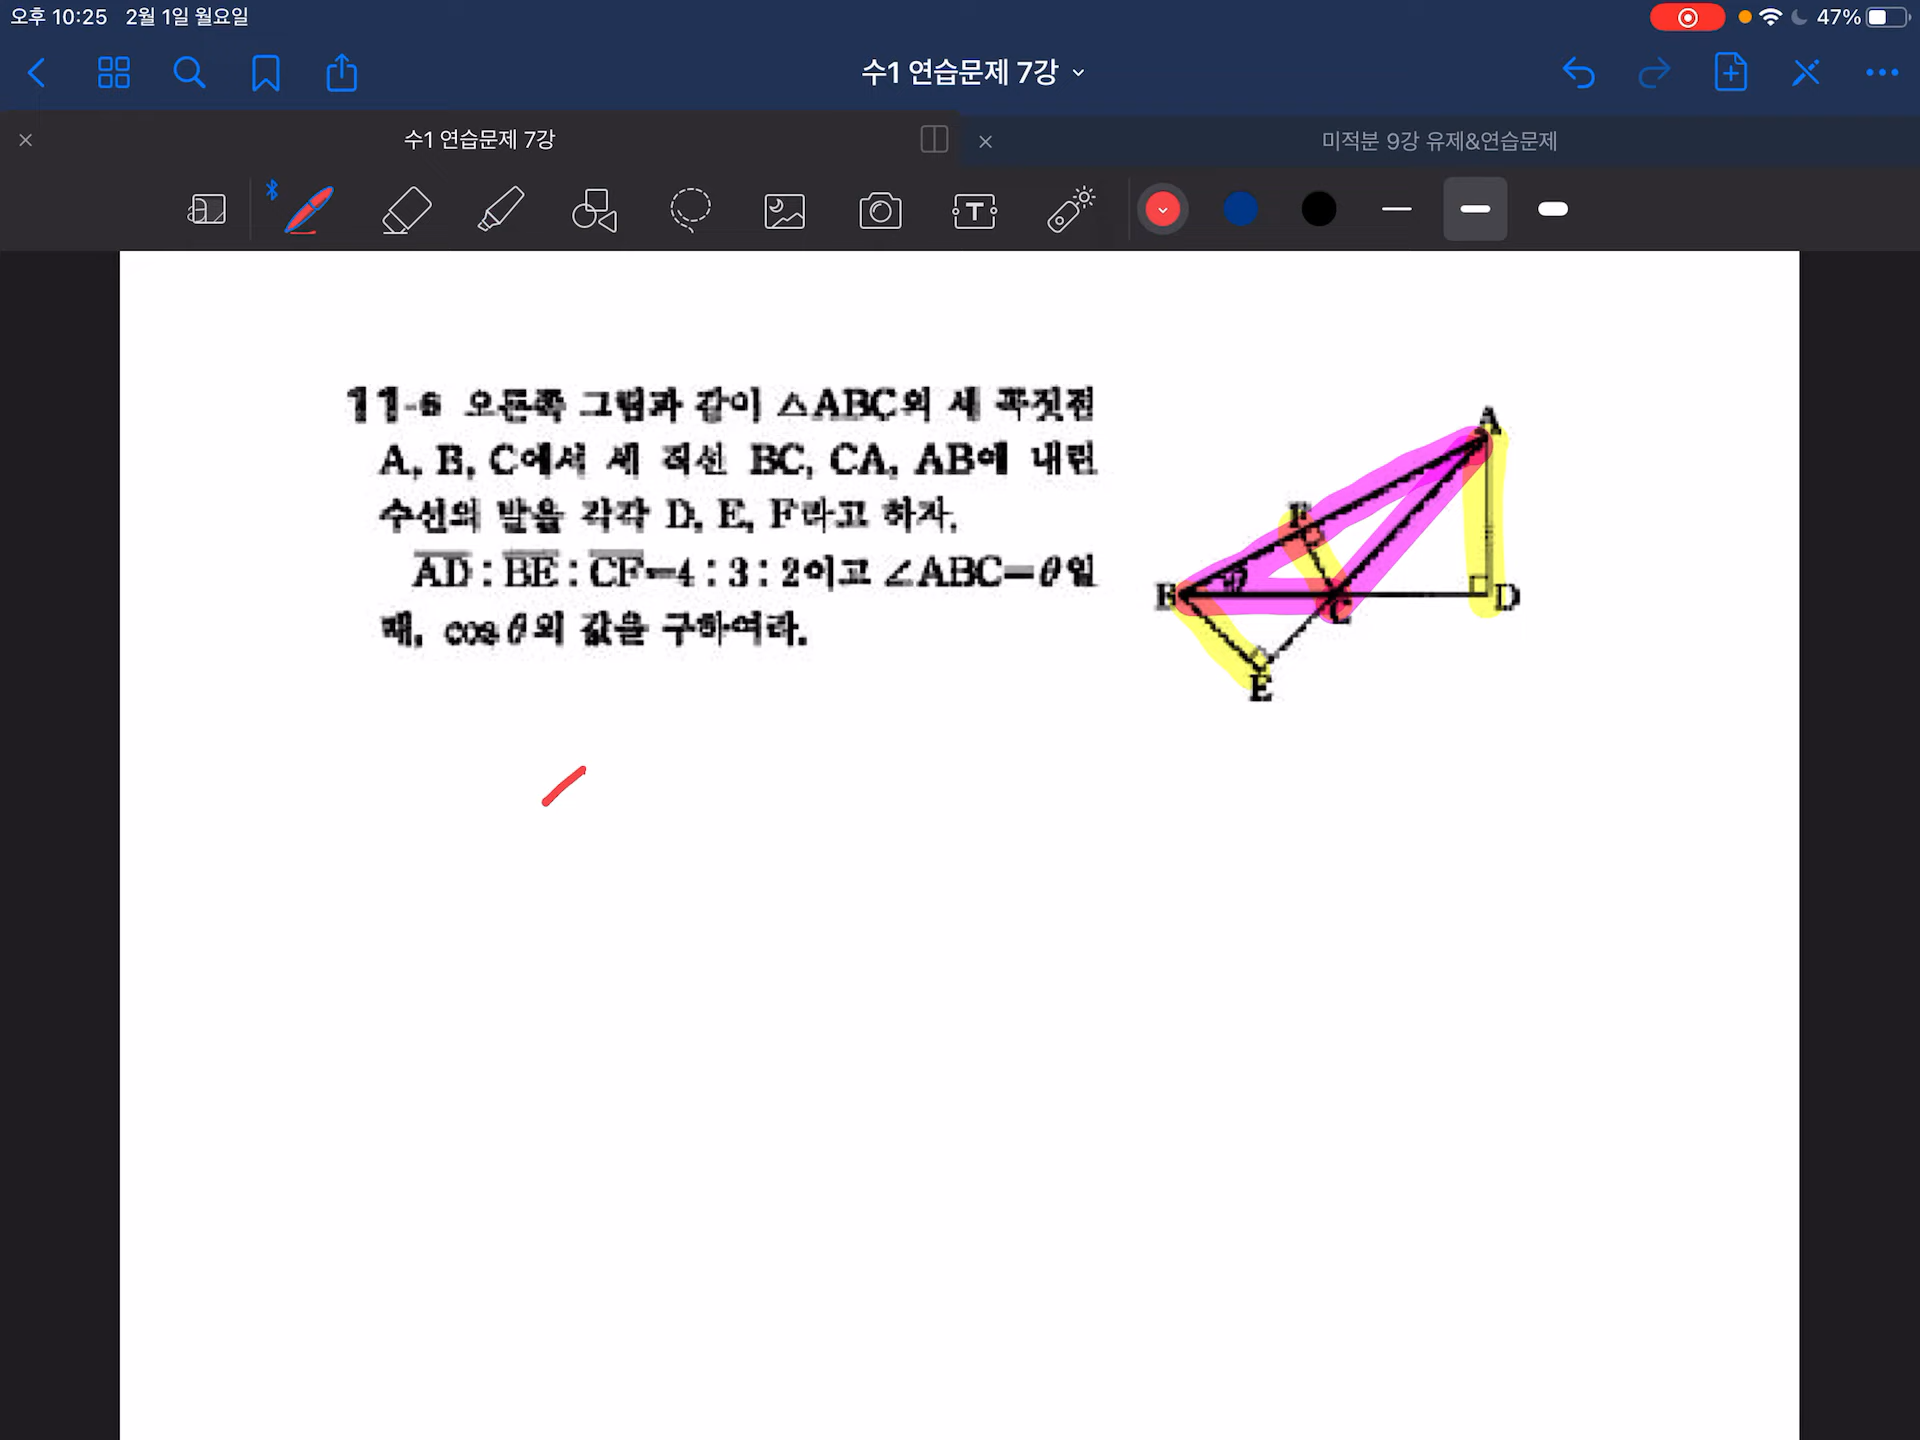 오후 10:25 2월 1일 월요일
47%
수1 연습문제 7강
수1 연습문제 7강
미적분 9강 유제&연습문제
11-6 오른쪽 그림과 같이 △ABC의 세 꼭짓점
A, B, C에서 세 직선 BC, CA, AB에 내린
수선의 발을 각각 D, E, F라고 하자.
AD : BE : CF=4 : 3 : 2이고 ∠ABC=θ일
때, cos θ의 값을 구하여라.
A
F
θ
B
C
D
E